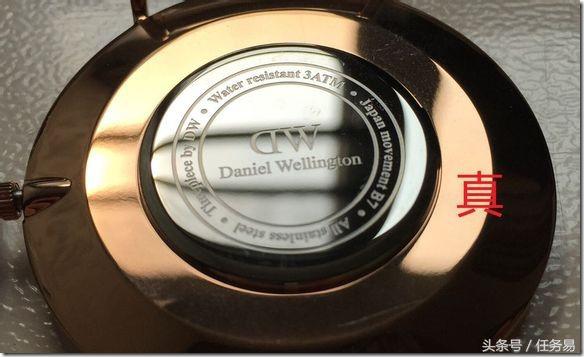 Water resistant 3ATM • Japan movement B7 • All stainless steel • Timepiece by DW •
DW
Daniel Wellington
真
头条号 / 任务易